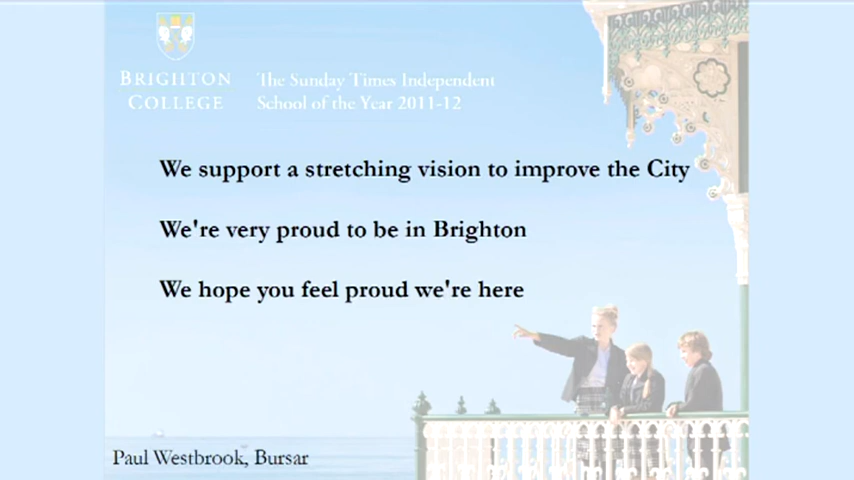 BRIGHTON
COLLEGE
The Sunday Times Independent
School of the Year 2011-12
We support a stretching vision to improve the City
We're very proud to be in Brighton
We hope you feel proud we're here
Paul Westbrook, Bursar